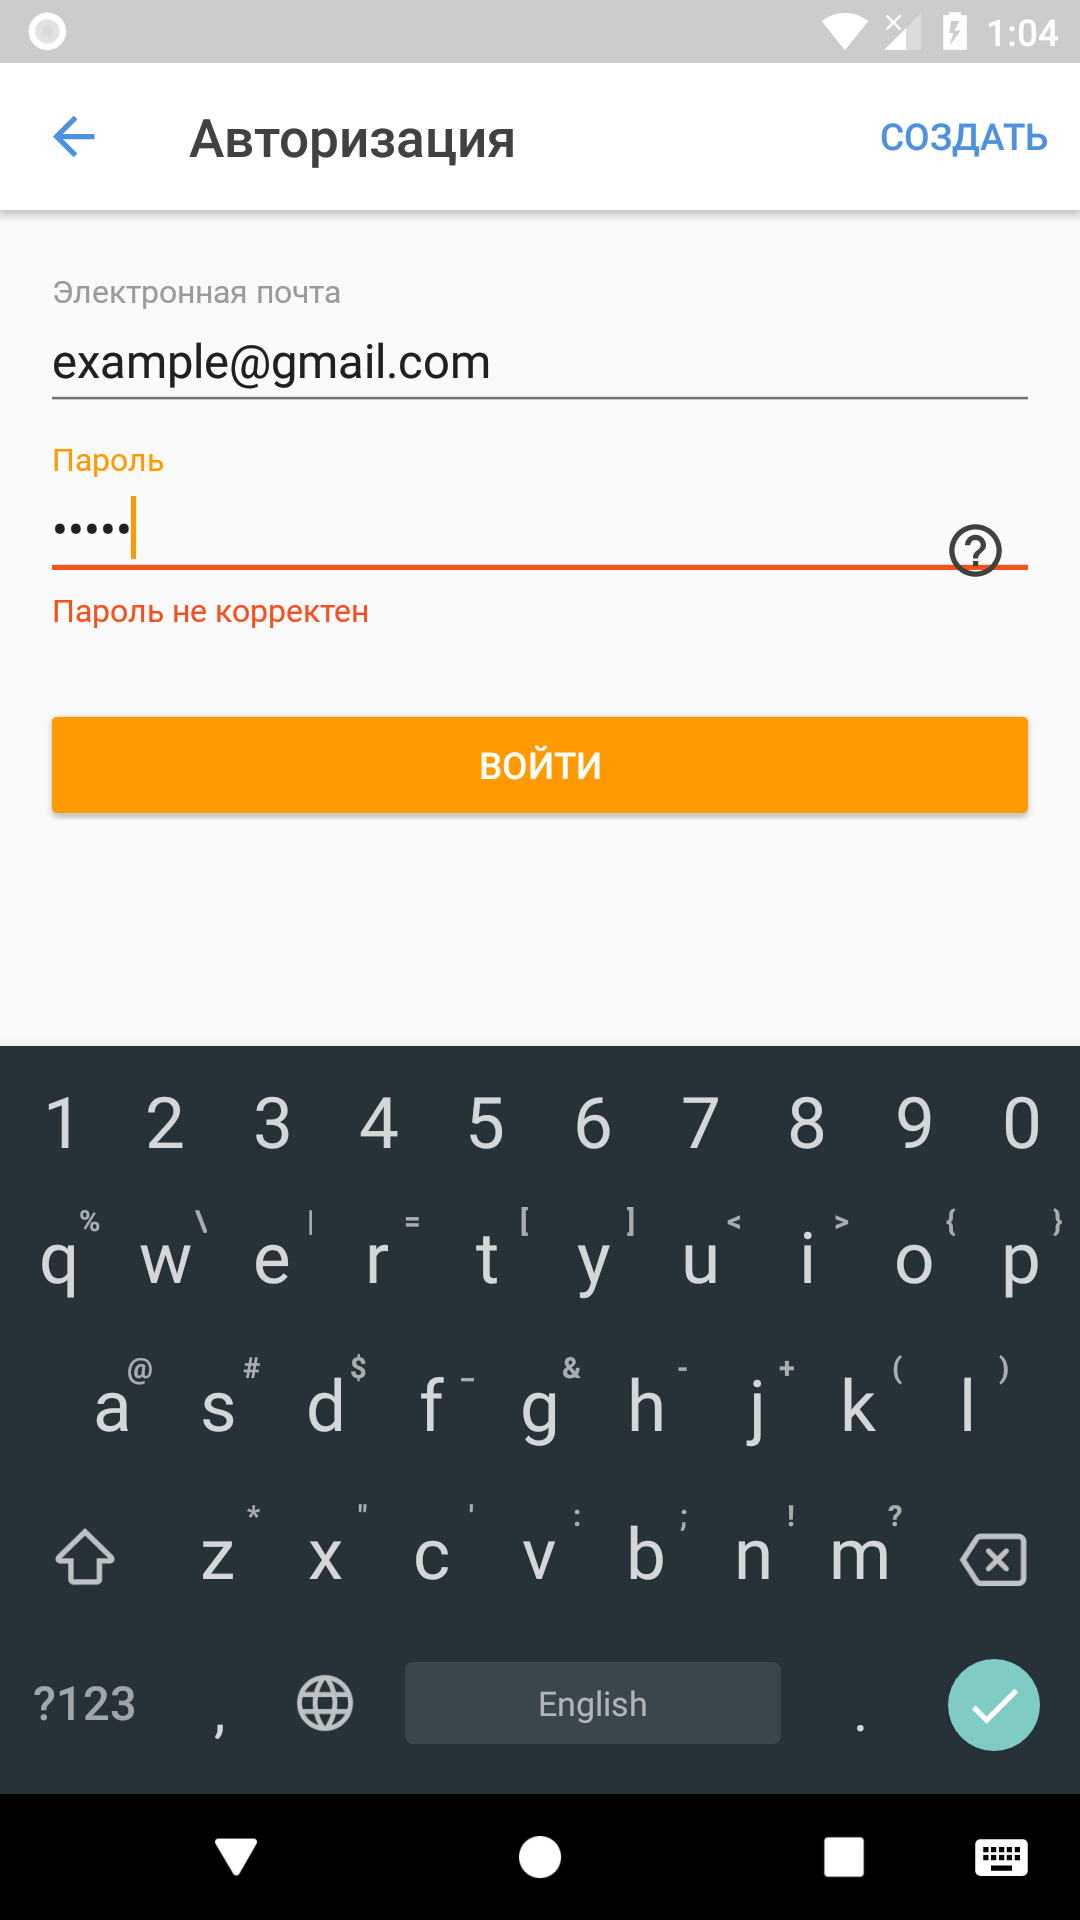 1:04
Авторизация СОЗДАТЬ
Электронная почта
example@gmail.com
Пароль
•••••
Пароль не корректен
ВОЙТИ
1 2 3 4 5 6 7 8 9 0
% \ | = [ ] < > { }
q w e r t y u i o p
@ # $ _ & - + ( )
a s d f g h j k l
* " ' : ; ! ?
z x c v b n m
?123 , English .